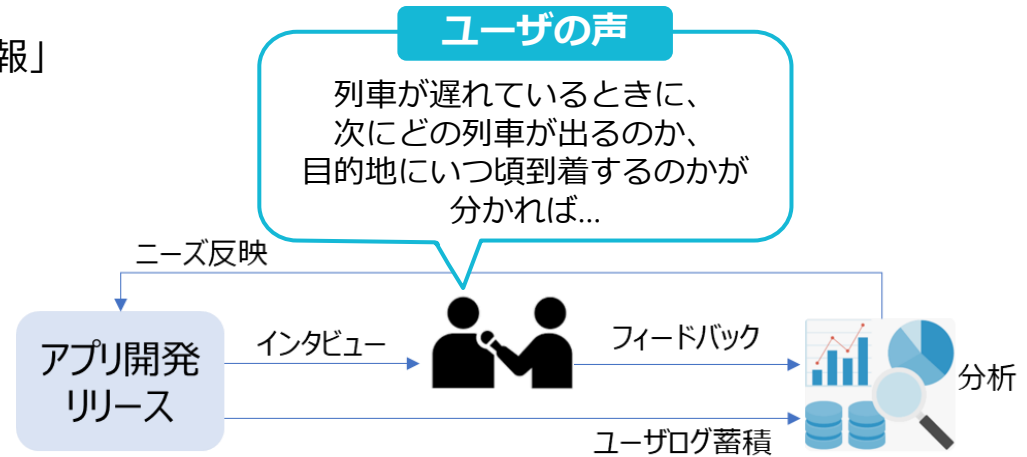 報」
ユーザの声
列車が遅れているときに、
次にどの列車が出るのか、
目的地にいつ頃到着するのかが
分かれば…
ニーズ反映
アプリ開発
リリース
インタビュー
フィードバック
分析
ユーザログ蓄積